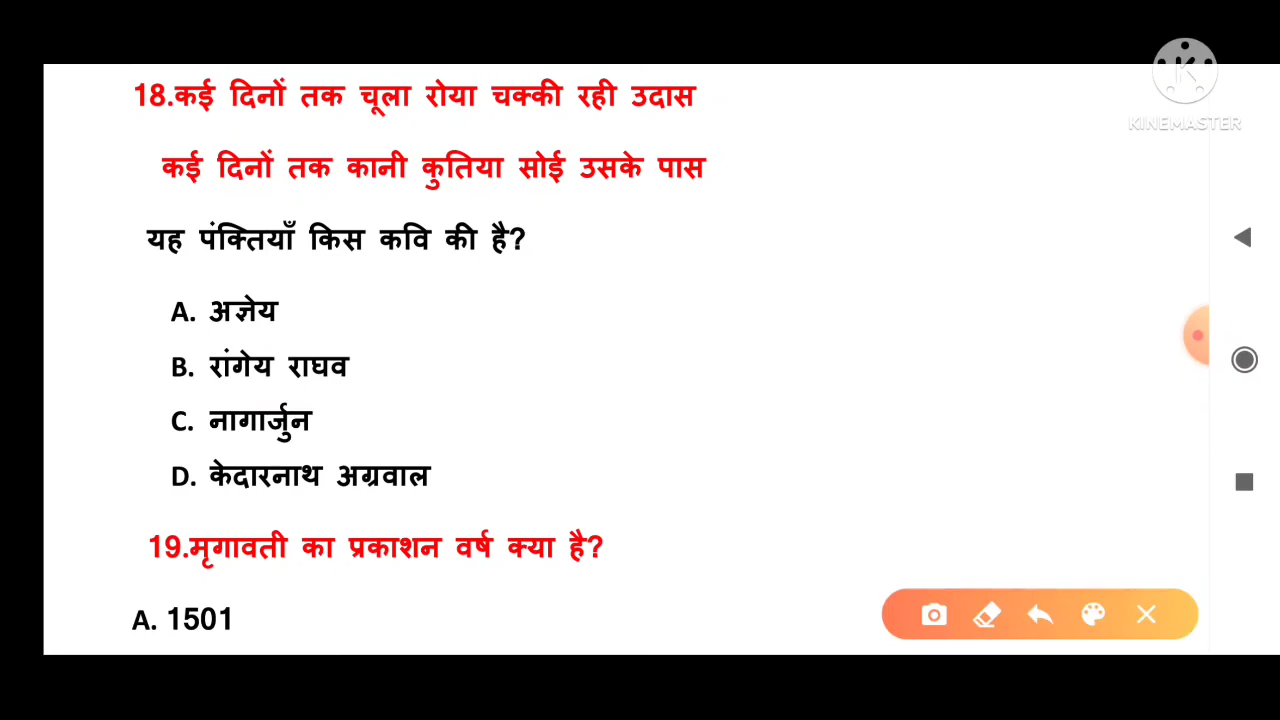 18.कई दिनों तक चूला रोया चक्की रही उदास
KINEMASTER
कई दिनों तक कानी कुतिया सोई उसके पास
यह पंक्तियाँ किस कवि की है?
A. अज्ञेय
B. रांगेय राघव
C. नागार्जुन
D. केदारनाथ अग्रवाल
19.मृगावती का प्रकाशन वर्ष क्या है?
A. 1501